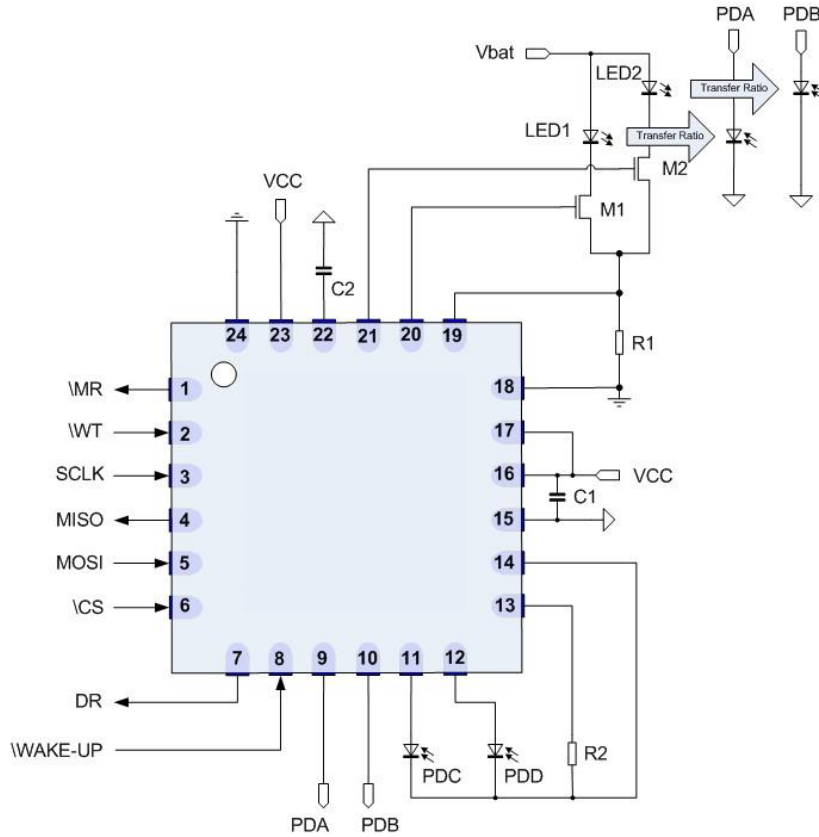 PDA PDB
Vbat
LED2
Transfer Ratio
LED1
Transfer Ratio
M2
VCC
M1
C2
24 23 22 21 20 19
R1
\MR 1 18
\WT 2 17
SCLK 3 16 VCC
C1
MISO 4 15
MOSI 5 14
\CS 6 13
7 8 9 10 11 12
DR
\WAKE-UP
PDC PDD R2
PDA PDB